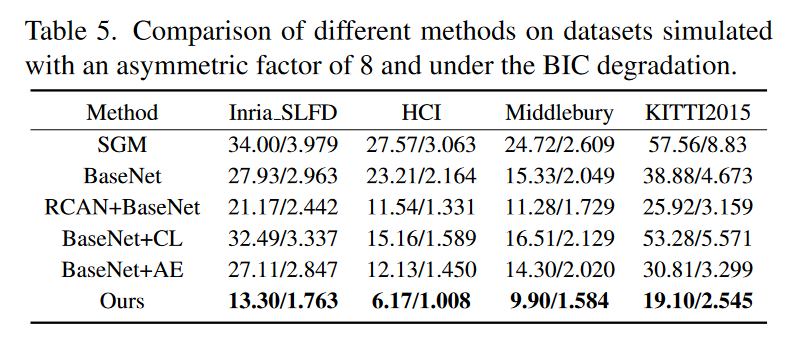 Table 5. Comparison of different methods on datasets simulated
with an asymmetric factor of 8 and under the BIC degradation.
Method Inria_SLFD HCI Middlebury KITTI2015
SGM 34.00/3.979 27.57/3.063 24.72/2.609 57.56/8.83
BaseNet 27.93/2.963 23.21/2.164 15.33/2.049 38.88/4.673
RCAN+BaseNet 21.17/2.442 11.54/1.331 11.28/1.729 25.92/3.159
BaseNet+CL 32.49/3.337 15.16/1.589 16.51/2.129 53.28/5.571
BaseNet+AE 27.11/2.847 12.13/1.450 14.30/2.020 30.81/3.299
Ours 13.30/1.763 6.17/1.008 9.90/1.584 19.10/2.545